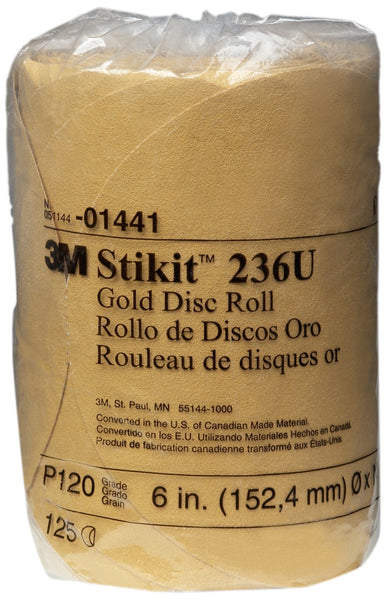 051144 -01441
3M Stikit™ 236U
Gold Disc Roll
Rollo de Discos Oro
Rouleau de disques or
3M, St. Paul, MN 55144-1000
Converted in the U.S. of Canadian Made Material.
Convertido en los E.U. Utilizando Materiales Hechos en Canadá.
Produit de fabrication canadienne transformé aux États-Unis.
P120 Grade
Grado
Grain
6 in. (152,4 mm) Ø x
125